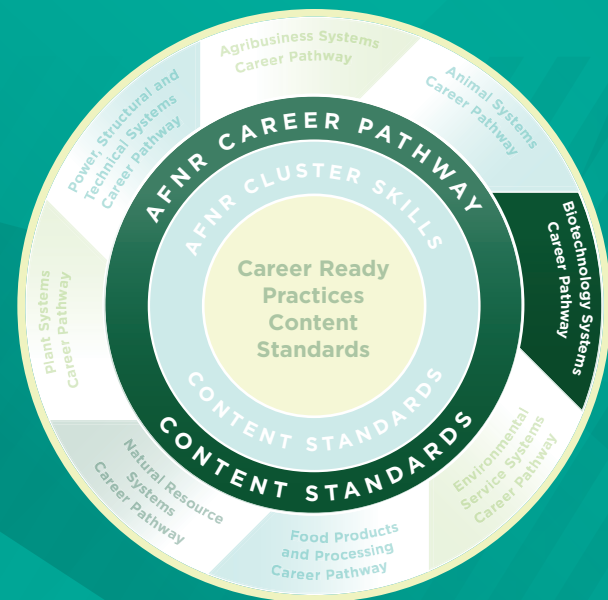 Agribusiness Systems
Career Pathway
Animal Systems
Career Pathway
Biotechnology Systems
Career Pathway
Environmental
Service Systems
Career Pathway
Food Products
and Processing
Career Pathway
Natural Resource
Systems
Career Pathway
Plant Systems
Career Pathway
Power, Structural and
Technical Systems
Career Pathway
AFNR CAREER PATHWAY
CONTENT STANDARDS
AFNR CLUSTER SKILLS
CONTENT STANDARDS
Career Ready
Practices
Content
Standards